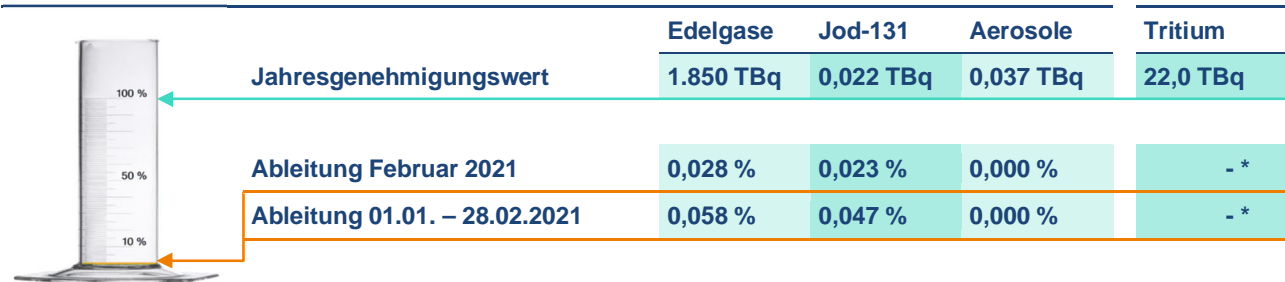 Edelgase Jod-131 Aerosole Tritium
Jahresgenehmigungswert 1.850 TBq 0,022 TBq 0,037 TBq 22,0 TBq
100 %
Ableitung Februar 2021 0,028 % 0,023 % 0,000 % - *
50 %
Ableitung 01.01. – 28.02.2021 0,058 % 0,047 % 0,000 % - *
10 %